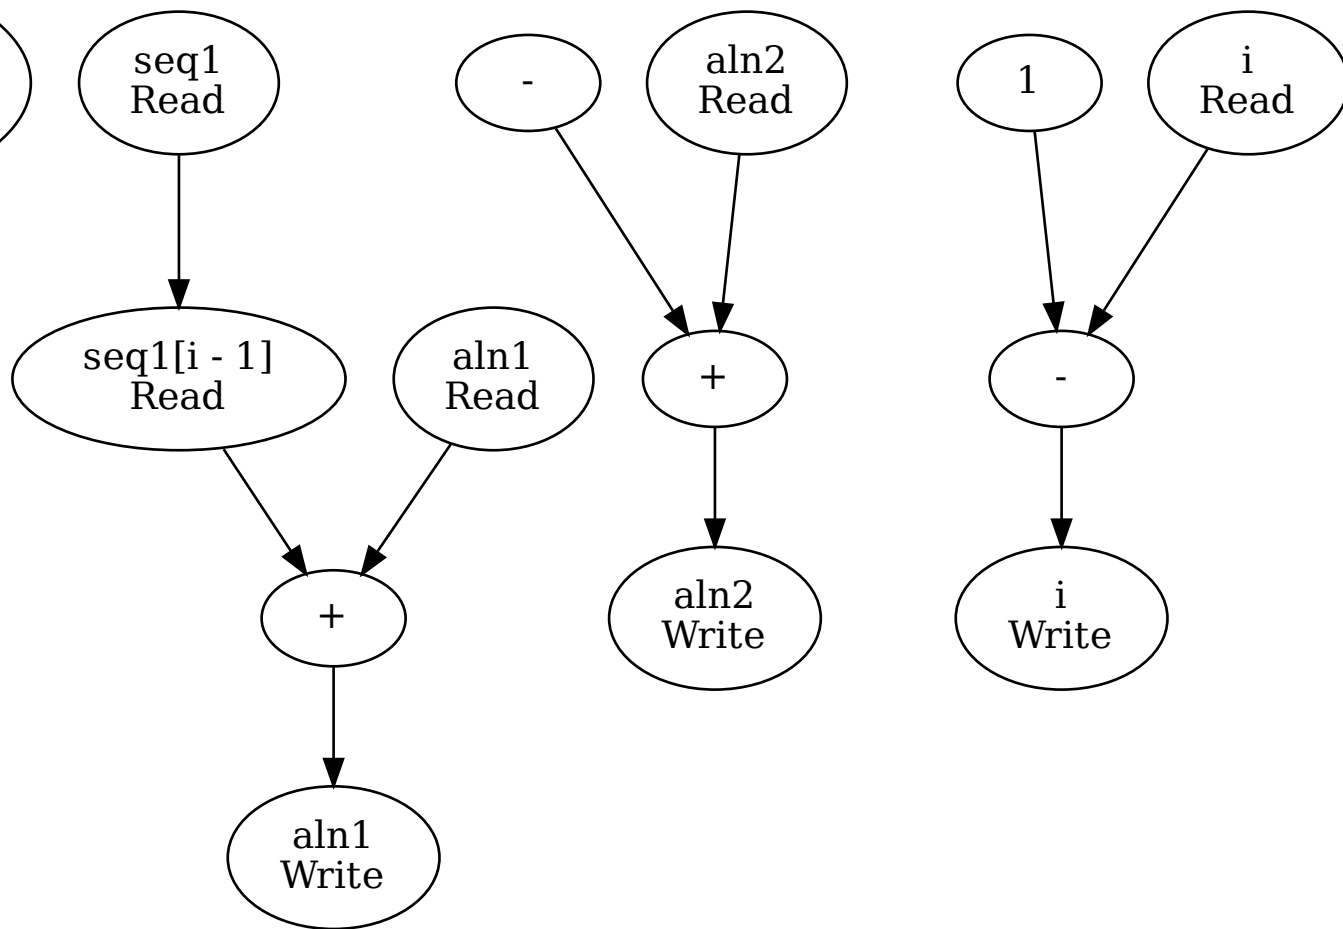 seq1
Read
-
aln2
Read
1
i
Read
seq1[i - 1]
Read
aln1
Read
+
-
+
aln2
Write
i
Write
aln1
Write